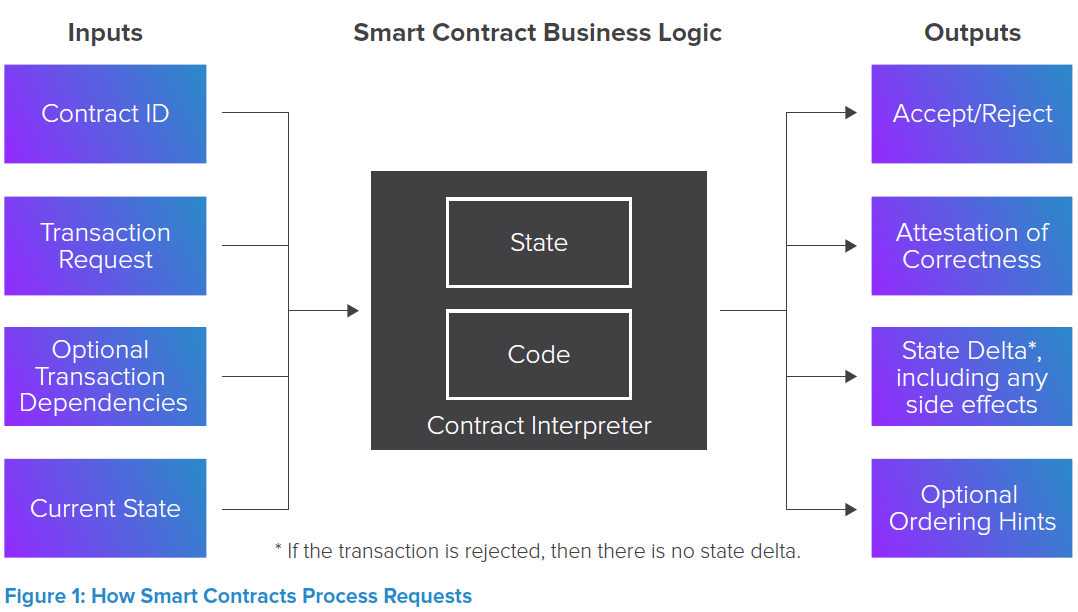 Inputs
Smart Contract Business Logic
Outputs
Contract ID
Transaction
Request
Optional
Transaction
Dependencies
Current State
State
Code
Contract Interpreter
Accept/Reject
Attestation of
Correctness
State Delta*,
including any
side effects
Optional
Ordering Hints
* If the transaction is rejected, then there is no state delta.
Figure 1: How Smart Contracts Process Requests